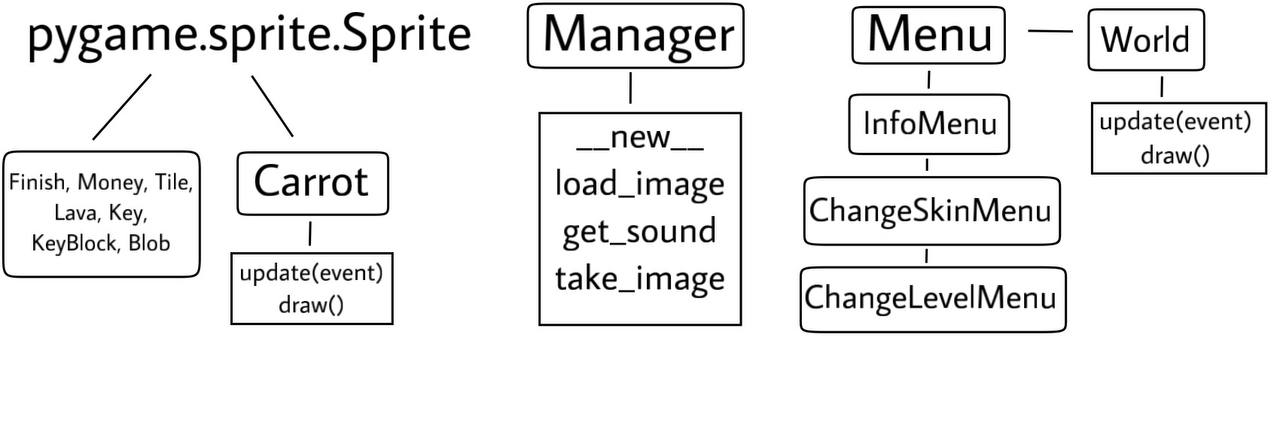 pygame.sprite.Sprite
Finish, Money, Tile,
Lava, Key,
KeyBlock, Blob
Carrot
update(event)
draw()
Manager
__new__
load_image
get_sound
take_image
Menu
InfoMenu
ChangeSkinMenu
ChangeLevelMenu
World
update(event)
draw()